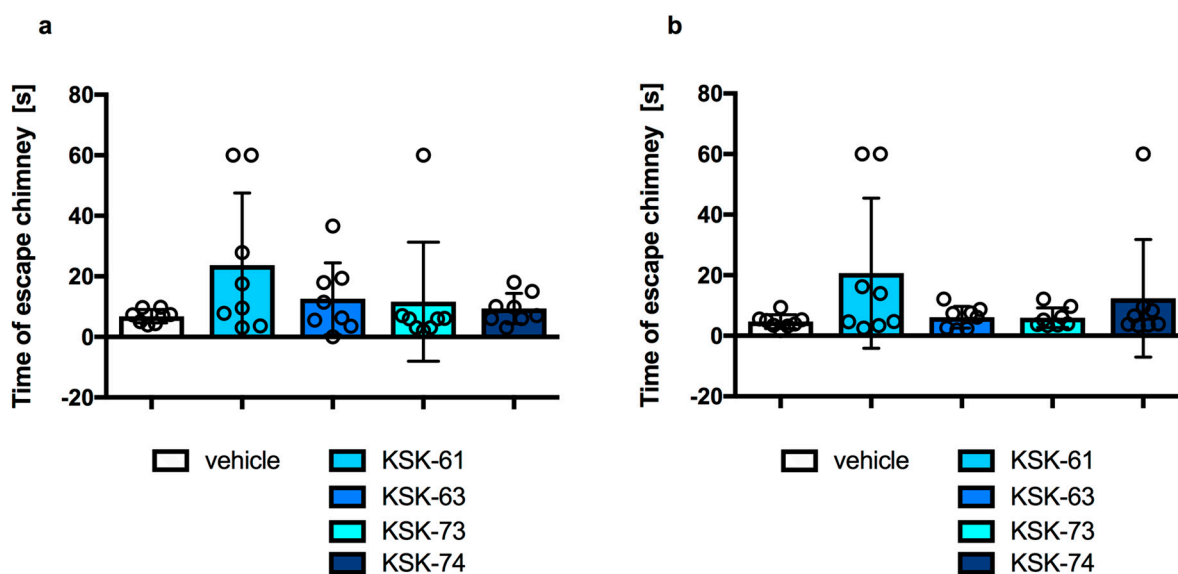 a
b
Time of escape chimney [s]
80
60
40
20
0
-20
Time of escape chimney [s]
80
60
40
20
0
-20
vehicle
KSK-61
KSK-63
KSK-73
KSK-74
vehicle
KSK-61
KSK-63
KSK-73
KSK-74